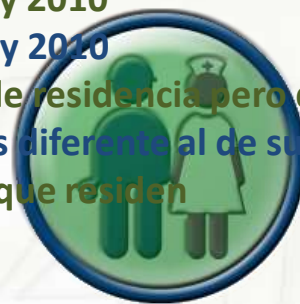 y 2010
y 2010
de residencia pero
s diferente al de su
que residen